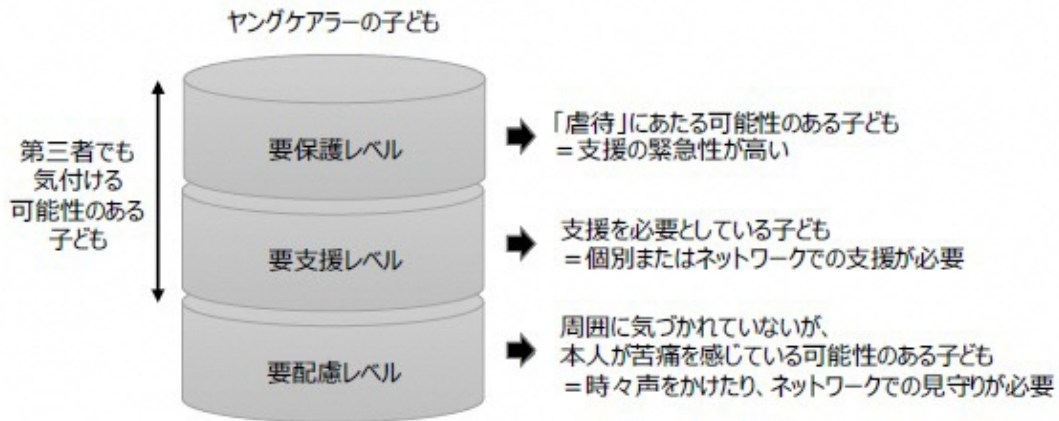 ヤングケアラーの子ども
第三者でも
気付ける
可能性のある
子ども
要保護レベル
「虐待」にあたる可能性のある子ども
＝支援の緊急性が高い
要支援レベル
支援を必要としている子ども
＝個別またはネットワークでの支援が必要
要配慮レベル
周囲に気づかれていないが、
本人が苦痛を感じている可能性のある子ども
＝時々声をかけたり、ネットワークでの見守りが必要